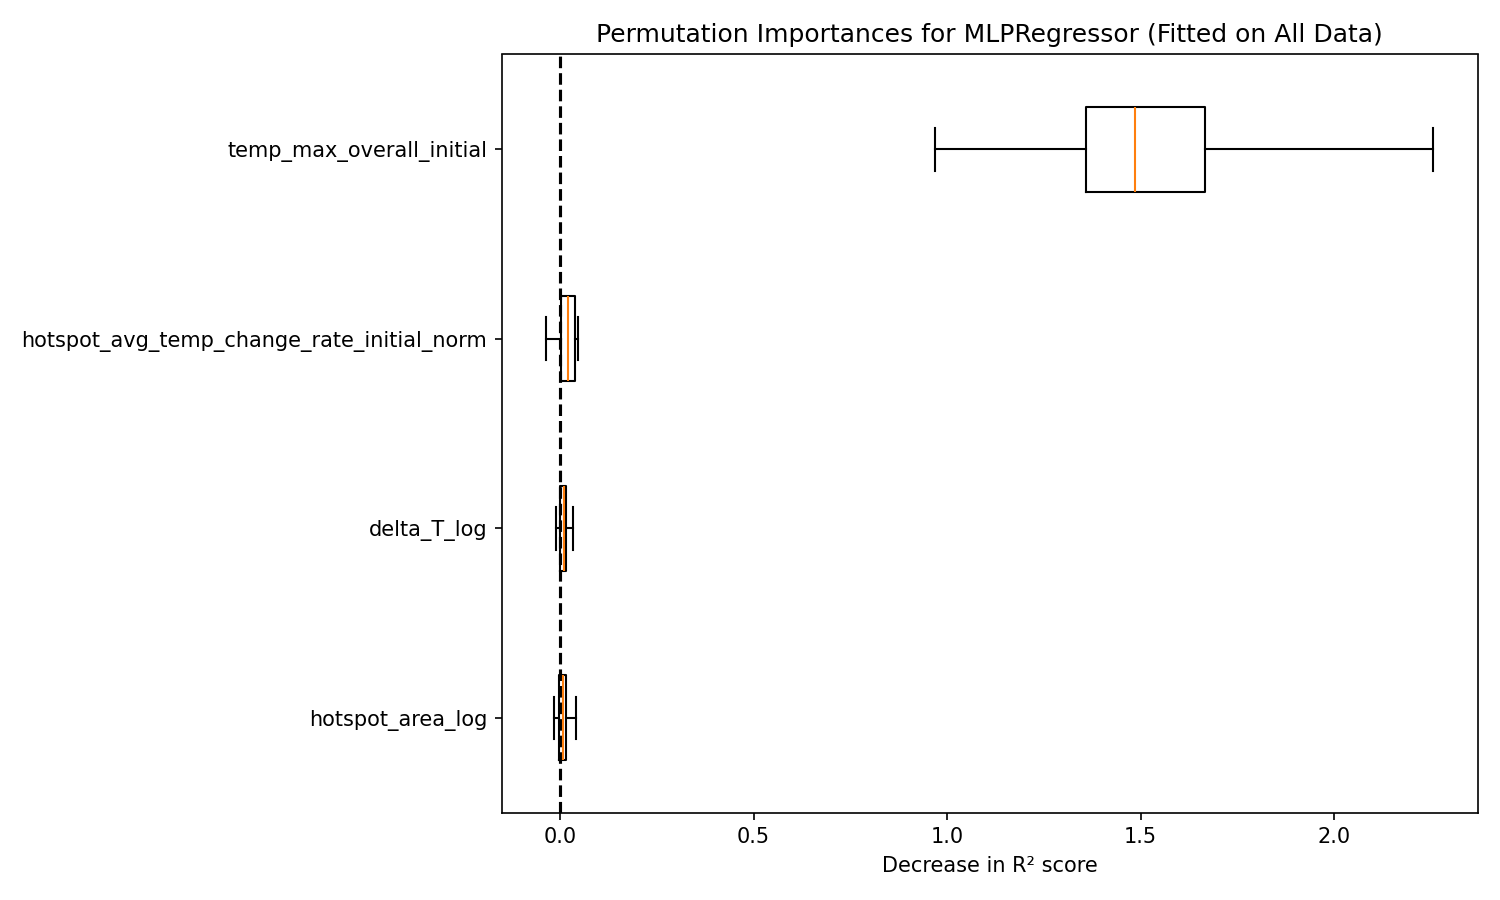 Permutation Importances for MLPRegressor (Fitted on All Data)
temp_max_overall_initial
hotspot_avg_temp_change_rate_initial_norm
delta_T_log
hotspot_area_log
0.0 0.5 1.0 1.5 2.0
Decrease in R² score